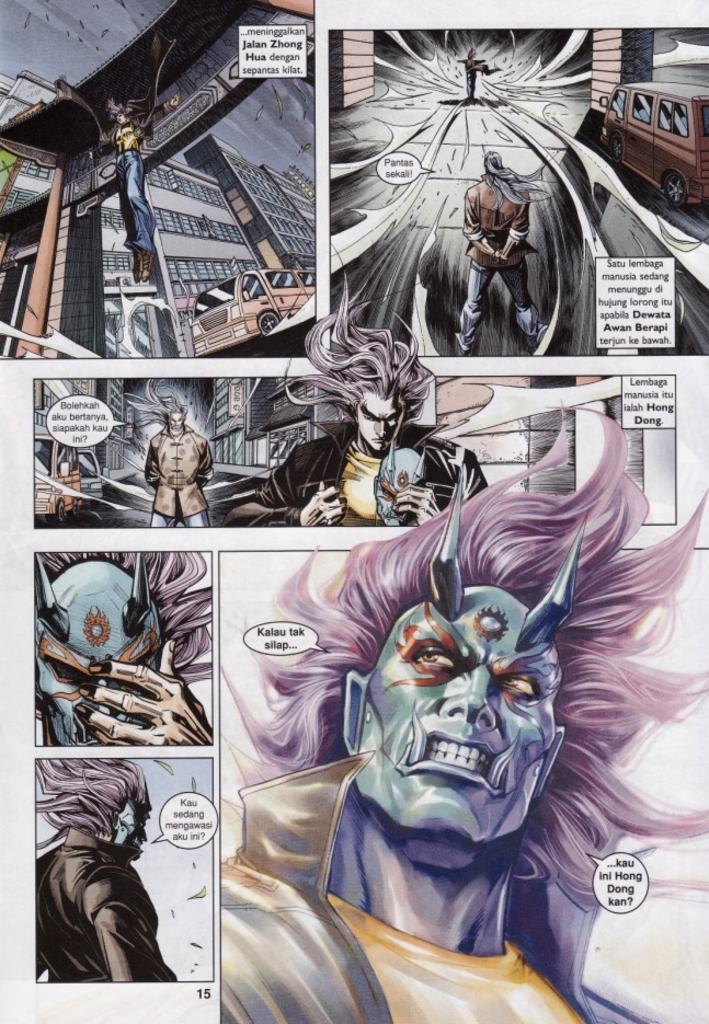 ...meninggalkan
Jalan Zhong
Hua dengan
sepantas kilat.
Pantas
sekali!
Satu lembaga
manusia sedang
menunggu di
hujung lorong itu
apabila Dewata
Awan Berapi
terjun ke bawah.
Bolehkah
aku bertanya,
siapakah kau
ini?
Lembaga
manusia itu
ialah Hong
Dong.
Kau
sedang
mengawasi
aku ini?
Kalau tak
silap...
...kau
ini Hong
Dong
kan?
15